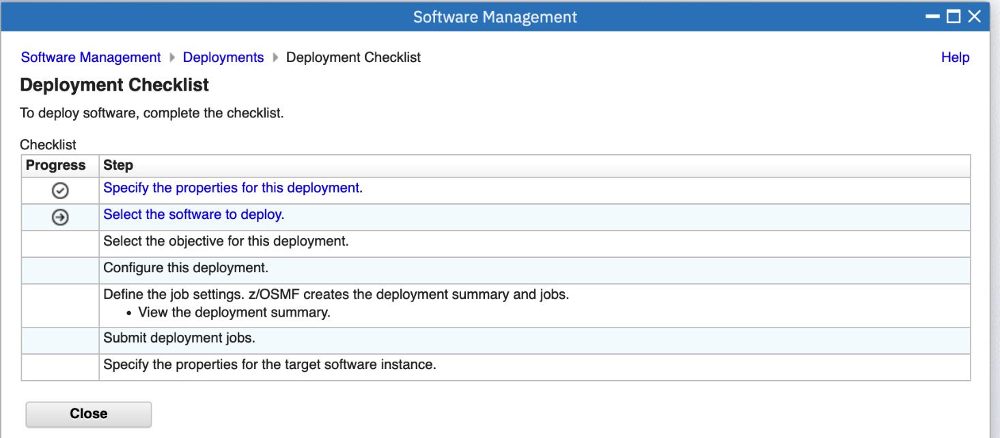 Software Management
Software Management Deployments Deployment Checklist Help
Deployment Checklist
To deploy software, complete the checklist.
Checklist
Progress Step
Specify the properties for this deployment.
Select the software to deploy.
Select the objective for this deployment.
Configure this deployment.
Define the job settings. z/OSMF creates the deployment summary and jobs.
• View the deployment summary.
Submit deployment jobs.
Specify the properties for the target software instance.
Close